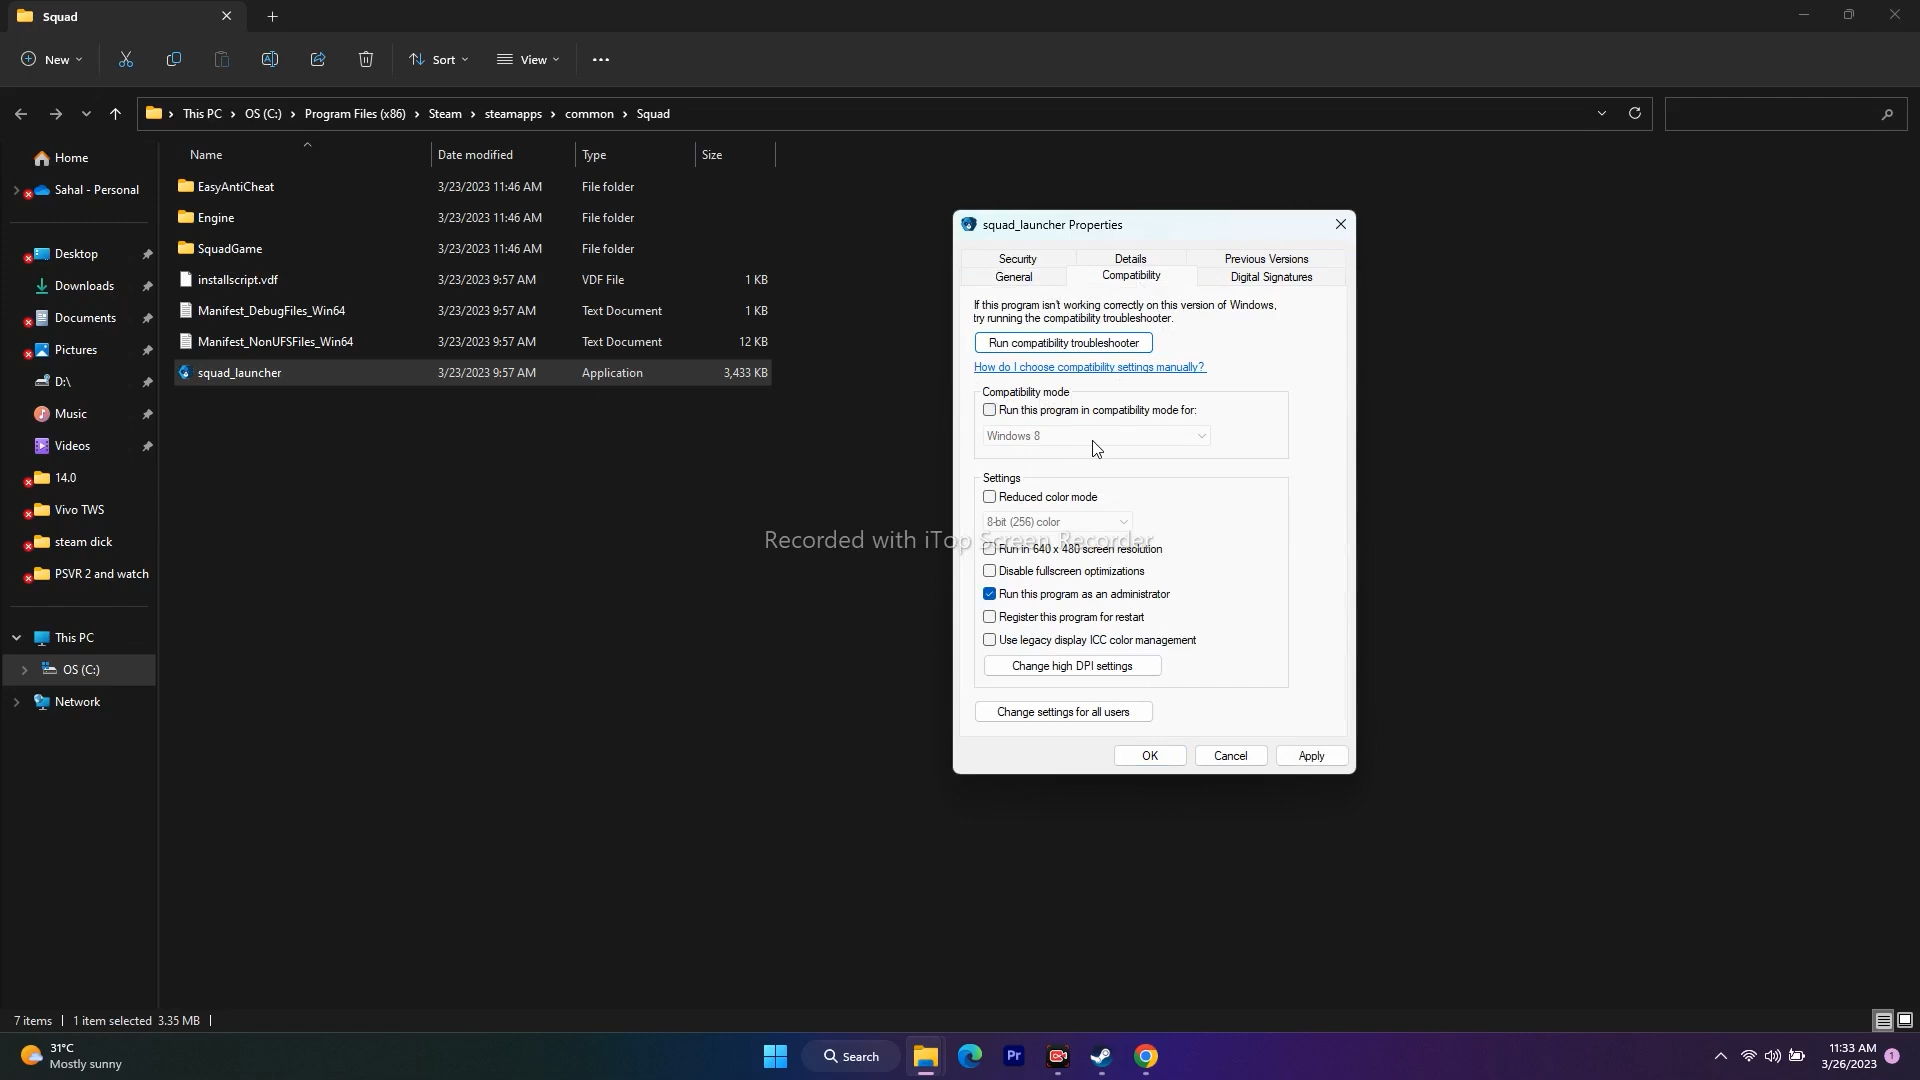 Squad
New
Sort
View
This PC
OS (C:)
Program Files (x86)
Steam
steamapps
common
Squad
Home
Sahal - Personal
Desktop
Downloads
Documents
Pictures
D:\
Music
Videos
14.0
Vivo TWS
steam dick
PSVR 2 and watch
This PC
OS (C:)
Network
Name Date modified Type Size
EasyAntiCheat 3/23/2023 11:46 AM File folder
Engine 3/23/2023 11:46 AM File folder
SquadGame 3/23/2023 11:46 AM File folder
installscript.vdf 3/23/2023 9:57 AM VDF File 1 KB
Manifest_DebugFiles_Win64 3/23/2023 9:57 AM Text Document 1 KB
Manifest_NonUFSFiles_Win64 3/23/2023 9:57 AM Text Document 12 KB
squad_launcher 3/23/2023 9:57 AM Application 3,433 KB
squad_launcher Properties
Security Details Previous Versions
General Compatibility Digital Signatures
If this program isn't working correctly on this version of Windows,
try running the compatibility troubleshooter.
Run compatibility troubleshooter
How do I choose compatibility settings manually?
Compatibility mode
Run this program in compatibility mode for:
Windows 8
Settings
Reduced color mode
8-bit (256) color
Recorded with iTop Screen Recorder
Run in 640 x 480 screen resolution
Disable fullscreen optimizations
Run this program as an administrator
Register this program for restart
Use legacy display ICC color management
Change high DPI settings
Change settings for all users
OK Cancel Apply
7 items 1 item selected 3.35 MB
31°C
Mostly sunny
Search
Pr
11:33 AM
3/26/2023
1